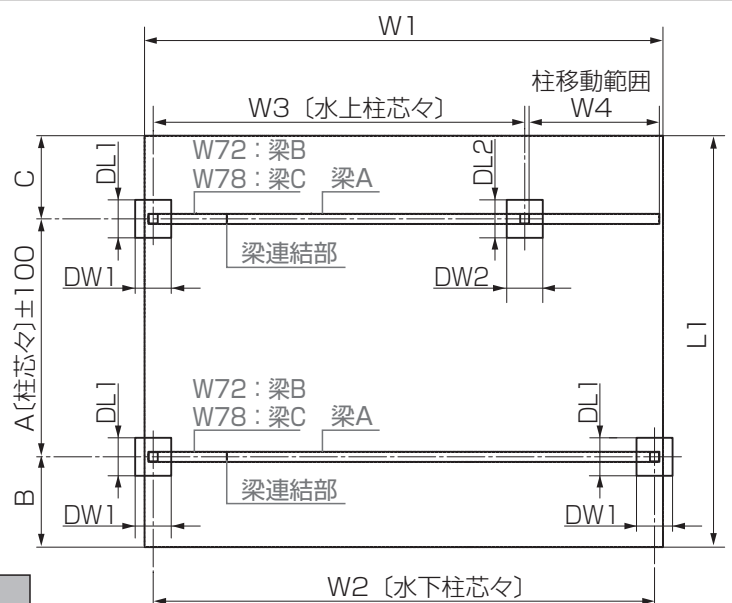 W1
柱移動範囲
W3〔水上柱芯々〕
W4
C
DL1
W72：梁B
W78：梁C
梁A
DL2
梁連結部
DW1
DW2
A〔柱芯々〕±100
L1
W72：梁B
W78：梁C
梁A
DL1
DL1
梁連結部
B
DW1
DW1
W2〔水下柱芯々〕